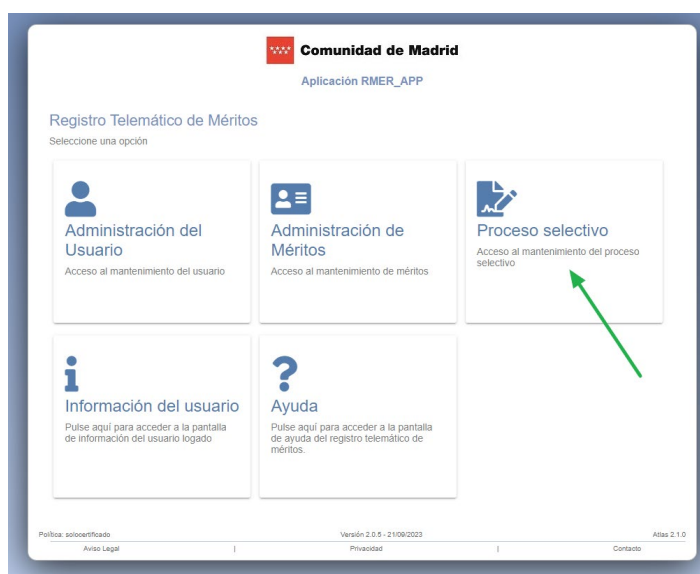 Comunidad de Madrid
Aplicación RMER_APP
Registro Telemático de Méritos
Seleccione una opción
Administración del
Usuario
Acceso al mantenimiento del usuario
Administración de
Méritos
Acceso al mantenimiento de méritos
Proceso selectivo
Acceso al mantenimiento del proceso
selectivo
Información del usuario
Pulse aquí para acceder a la pantalla
de información del usuario logado
Ayuda
Pulse aquí para acceder a la pantalla
de ayuda del registro telemático de
méritos.
Política: solocertificado Versión 2.0.5 - 21/09/2023 Atlas 2.1.0
Aviso Legal | Privacidad | Contacto